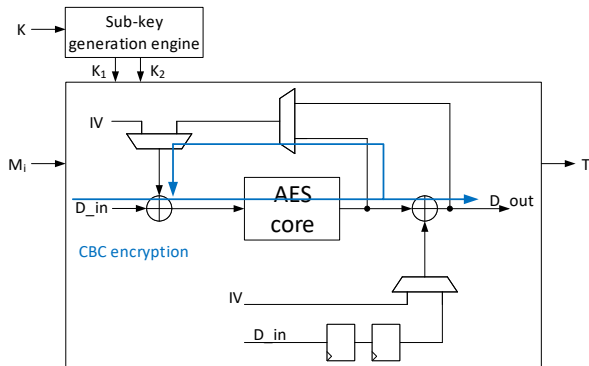 K
Sub-key
generation engine
K₁
K₂
IV
Mᵢ
T
D_in
AES
core
D_out
CBC encryption
IV
D_in